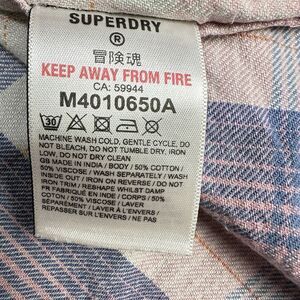 SUPERDRY
®
冒険魂
KEEP AWAY FROM FIRE
CA: 59944
M4010650A
30
MACHINE WASH COLD, GENTLE CYCLE, DO
NOT BLEACH, DO NOT TUMBLE DRY, IRON
LOW, DO NOT DRY CLEAN
GB MADE IN INDIA / BODY / 50% COTTON /
50% VISCOSE / WASH SEPARATELY / WASH
INSIDE OUT / IRON ON REVERSE / DO NOT
IRON TRIM / RESHAPE WHILST DAMP
FR FABRIQUÉ EN INDE / CORPS / 50%
COTON / 50% VISCOSE / LAVER
SÉPARÉMENT / LAVER À L'ENVERS /
REPASSER SUR L'ENVERS / NE PAS